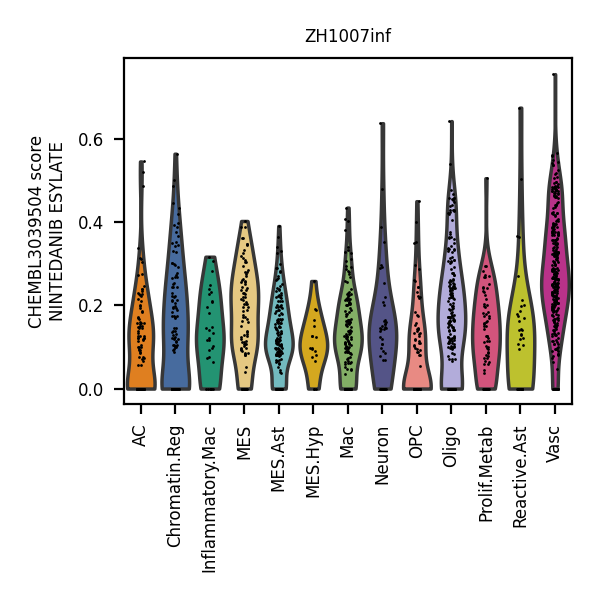 ZH1007inf
CHEMBL3039504 score
NINTEDANIB ESYLATE
0.6
0.4
0.2
0.0
AC
Chromatin.Reg
Inflammatory.Mac
MES
MES.Ast
MES.Hyp
Mac
Neuron
OPC
Oligo
Prolif.Metab
Reactive.Ast
Vasc